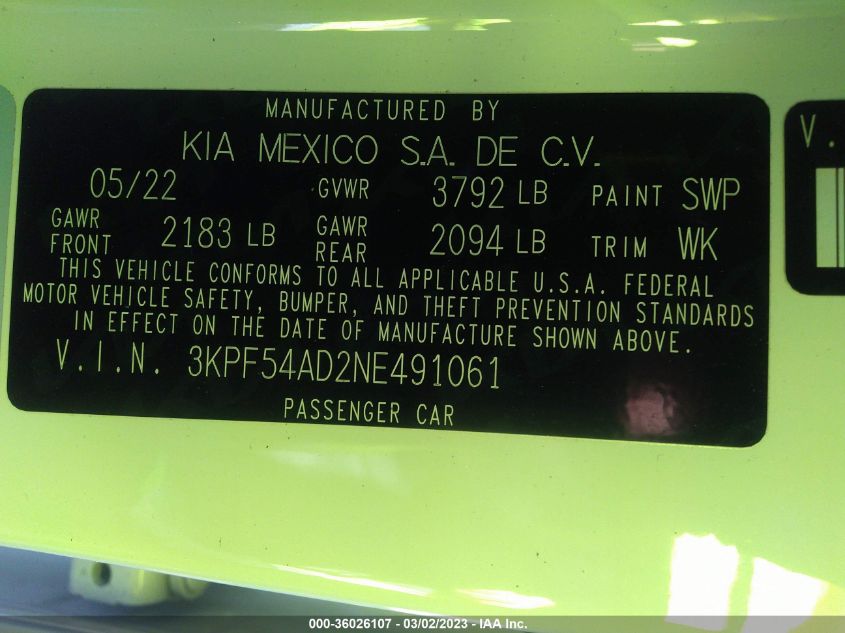 MANUFACTURED BY
KIA MEXICO S.A. DE C.V.
05/22 GVWR 3792 LB PAINT SWP
GAWR FRONT 2183 LB GAWR REAR 2094 LB TRIM WK
THIS VEHICLE CONFORMS TO ALL APPLICABLE U.S.A. FEDERAL
MOTOR VEHICLE SAFETY, BUMPER, AND THEFT PREVENTION STANDARDS
IN EFFECT ON THE DATE OF MANUFACTURE SHOWN ABOVE.
V.I.N. 3KPF54AD2NE491061
PASSENGER CAR
V.
000-36026107 - 03/02/2023 - IAA Inc.